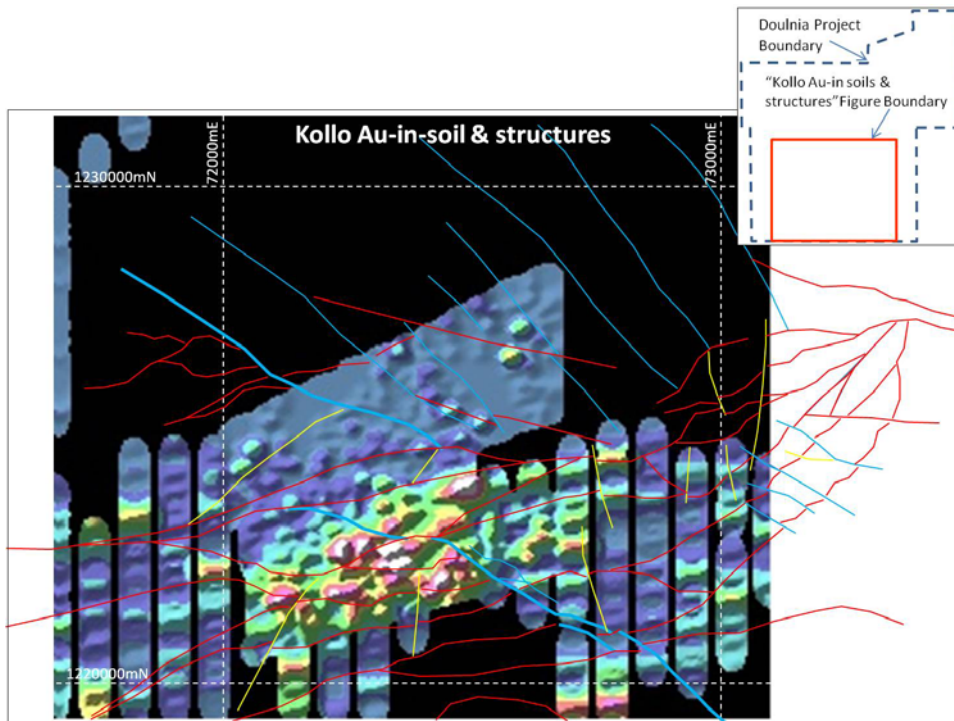 Doulnia Project
Boundary
“Kollo Au-in soils &
structures”Figure Boundary
Kollo Au-in-soil & structures
72000mE
73000mE
1230000mN
1220000mN